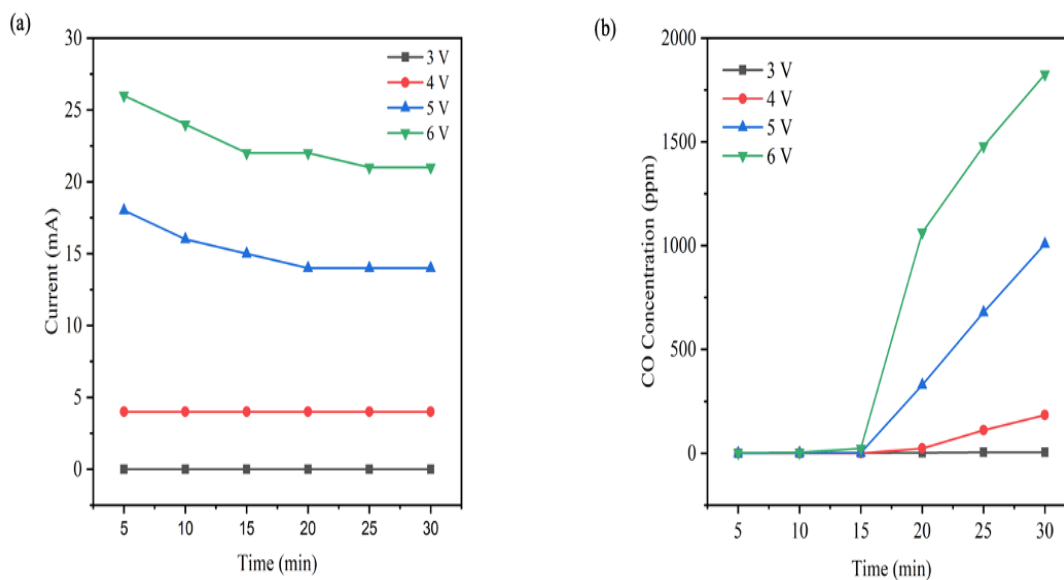 (a)
30
25
20
15
10
5
0
Current (mA)
3 V
4 V
5 V
6 V
5 10 15 20 25 30
Time (min)
(b)
2000
1500
1000
500
0
CO Concentration (ppm)
3 V
4 V
5 V
6 V
5 10 15 20 25 30
Time (min)